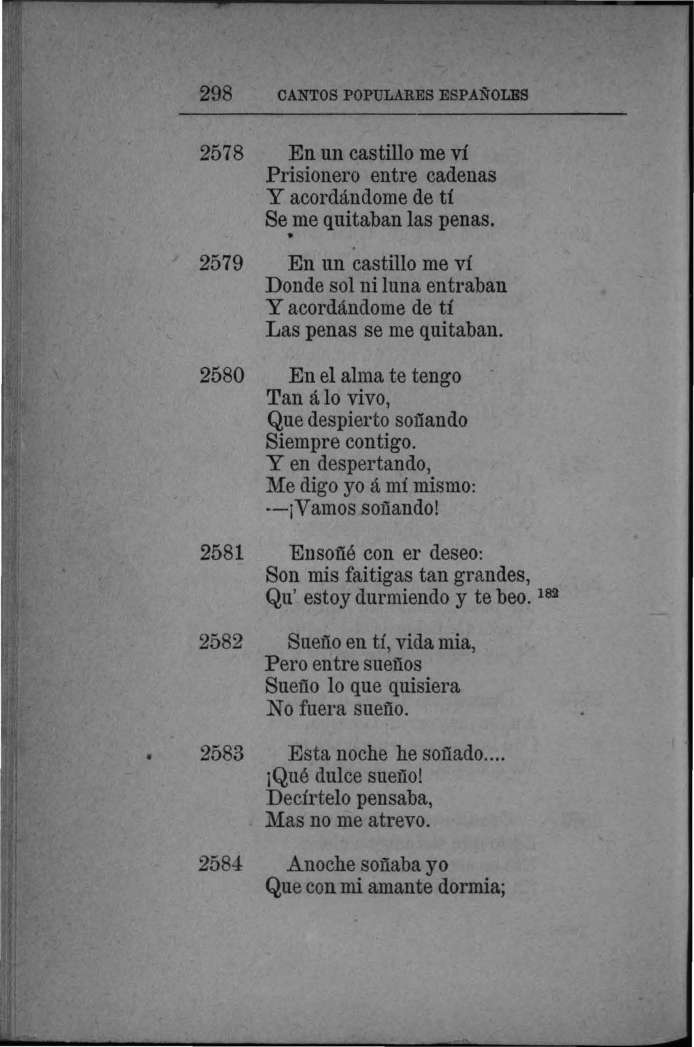 298 CANTOS POPULARES ESPAÑOLES
2578 En un castillo me ví
Prisionero entre cadenas
Y acordándome de tí
Se me quitaban las penas.
2579 En un castillo me ví
Donde sol ni luna entraban
Y acordándome de tí
Las penas se me quitaban.
2580 En el alma te tengo
Tan á lo vivo,
Que despierto soñando
Siempre contigo.
Y en despertando,
Me digo yo á mí mismo:
—¡Vamos soñando!
2581 Ensoñé con er deseo:
Son mis faitigas tan grandes,
Qu' estoy durmiendo y te beo. 182
2582 Sueño en tí, vida mia,
Pero entre sueños
Sueño lo que quisiera
No fuera sueño.
2583 Esta noche he soñado....
¡Qué dulce sueño!
Decírtelo pensaba,
Mas no me atrevo.
2584 Anoche soñaba yo
Que con mi amante dormia;